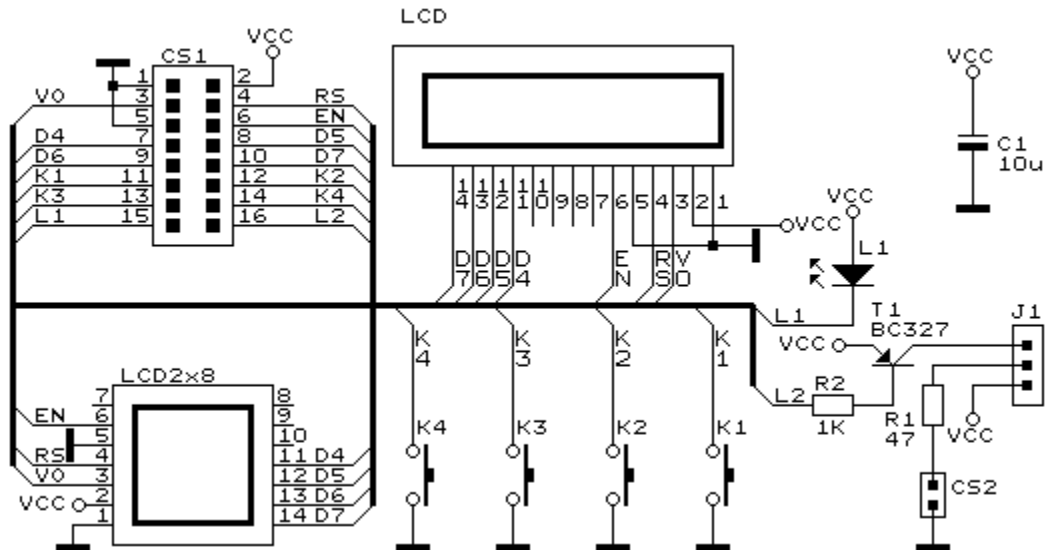 LCD
VCC
CS1
1 2
V0 3 4 RS
5 6 EN
D4 7 8 D5
D6 9 10 D7
K1 11 12 K2
K3 13 14 K4
L1 15 16 L2
14 13 12 11 10 9 8 7 6 5 4 3 2 1
D7 D6 D5 D4 EN RS V0
VCC
VCC
C1
10u
VCC
L1
L1
T1
BC327
VCC
J1
L2
R2
1K
R1
47
VCC
CS2
K4 K3 K2 K1
K4 K3 K2 K1
LCD2x8
7 8
EN 6 9
5 10
RS 4 11 D4
V0 3 12 D5
VCC 2 13 D6
1 14 D7